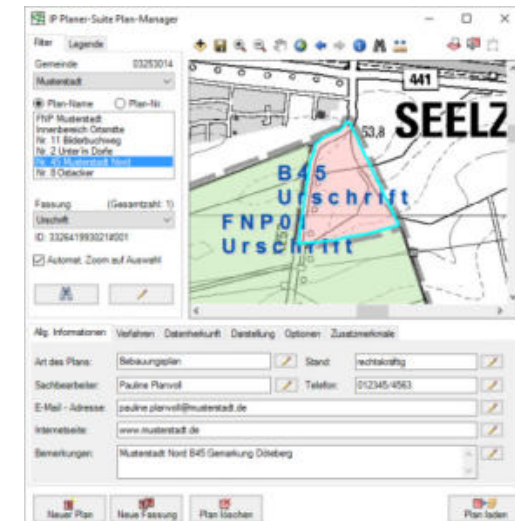 IP Planer-Suite Plan-Manager
Filter Legende
Gemeinde 03253014
Musterstadt
Plan-Name Plan-Nr.
FNP Musterstadt
Innenbereich Ortsmitte
Nr. 11 Bilderbuchweg
Nr. 2 Unter'm Dorfe
Nr. 45 Musterstadt Nord
Nr. 8 Ostacker
Fassung (Gesamtzahl: 1)
Urschrift
ID: 332641993021#001
Automat. Zoom auf Auswahl
441
53,8
SEELZ
B45
Urschrift
FNP01
Urschrift
Allg. Informationen Verfahren Datenherkunft Darstellung Optionen Zusatzmerkmale
Art des Plans: Bebauungsplan Stand: rechtskräftig
Sachbearbeiter: Pauline Planvoll Telefon: 012345/4563
E-Mail - Adresse: pauline.planvoll@musterstadt.de
Internetseite: www.musterstadt.de
Bemerkungen: Musterstadt Nord B45 Gemarkung Döteberg
Neuer Plan Neue Fassung Plan löschen Plan laden